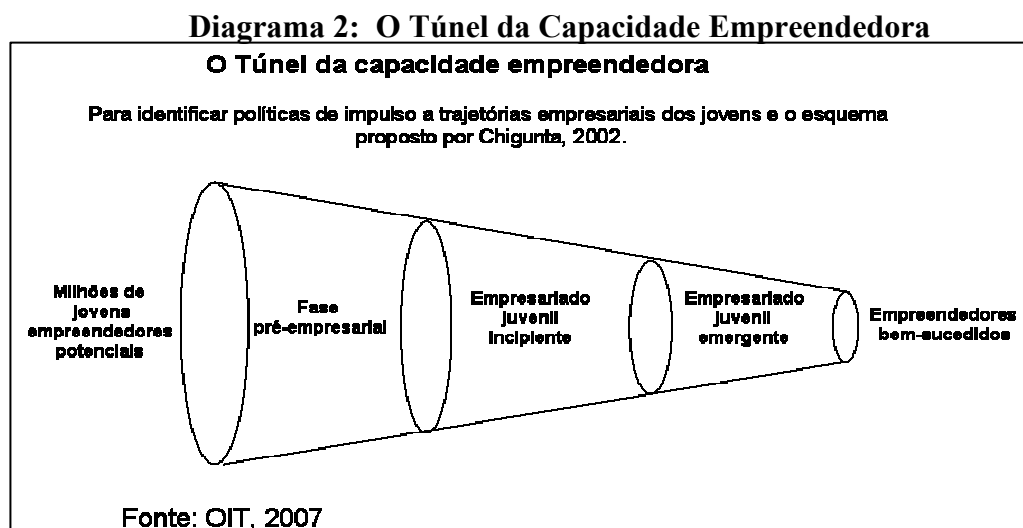 Diagrama 2: O Túnel da Capacidade Empreendedora
O Túnel da capacidade empreendedora
Para identificar políticas de impulso a trajetórias empresariais dos jovens e o esquema
proposto por Chigunta, 2002.
Milhões de
jovens
empreendedores
potenciais
Fase
pré-empresarial
Empresariado
juvenil
incipiente
Empresariado
juvenil
emergente
Empreendedores
bem-sucedidos
Fonte: OIT, 2007